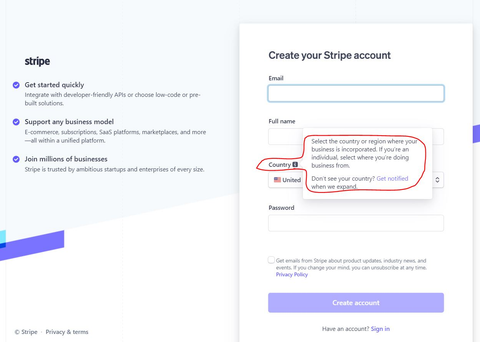 stripe
Get started quickly
Integrate with developer-friendly APIs or choose low-code or pre-
built solutions.
Support any business model
E-commerce, subscriptions, SaaS platforms, marketplaces, and more
—all within a unified platform.
Join millions of businesses
Stripe is trusted by ambitious startups and enterprises of every size.
© Stripe
Privacy & terms
Create your Stripe account
Email
Full name
Select the country or region where your
business is incorporated. If you're an
individual, select where you're doing
business from.
Don't see your country? Get notified
when we expand.
Country
United
Password
Get emails from Stripe about product updates, industry news, and
events. If you change your mind, you can unsubscribe at any time.
Privacy Policy
Create account
Have an account? Sign in